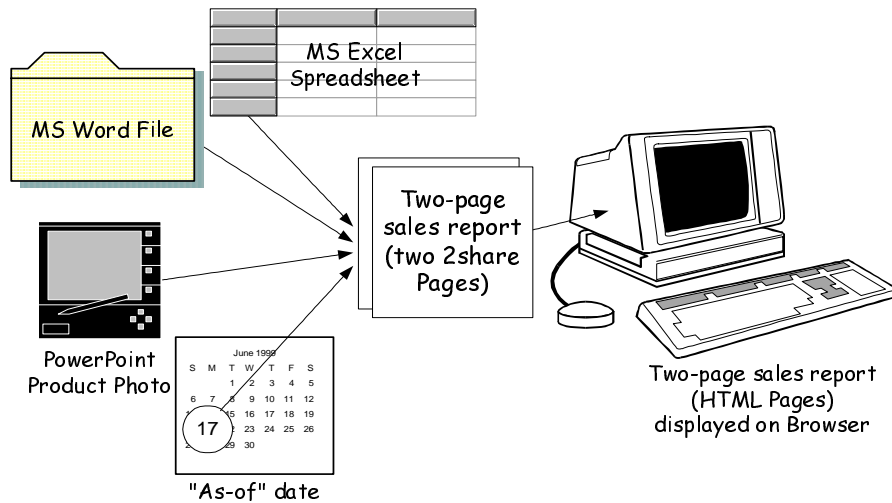 MS Excel
Spreadsheet
MS Word File
Two-page
sales report
(two 2share
Pages)
PowerPoint
Product Photo
June 1999
S M T W T F S
1 2 3 4 5
6 7 8 9 10 11 12
15 16 17 18 19
23 24 25 26
29 30
17
"As-of" date
Two-page sales report
(HTML Pages)
displayed on Browser